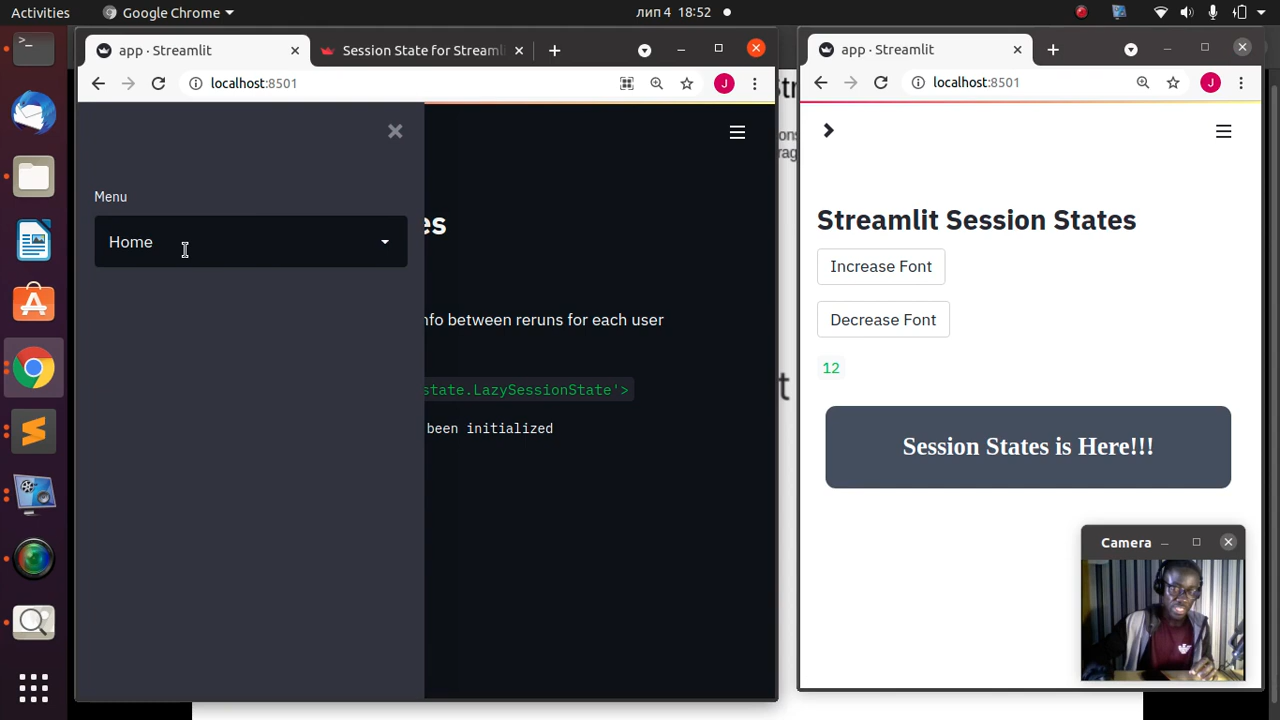 Activities
Google Chrome
лип 4 18:52
app · Streamlit
Session State for Streaml
localhost:8501
J
Menu
Home
es
nfo between reruns for each user
state.LazySessionState'>
been initialized
app · Streamlit
localhost:8501
J
Streamlit Session States
Increase Font
Decrease Font
12
Session States is Here!!!
Camera